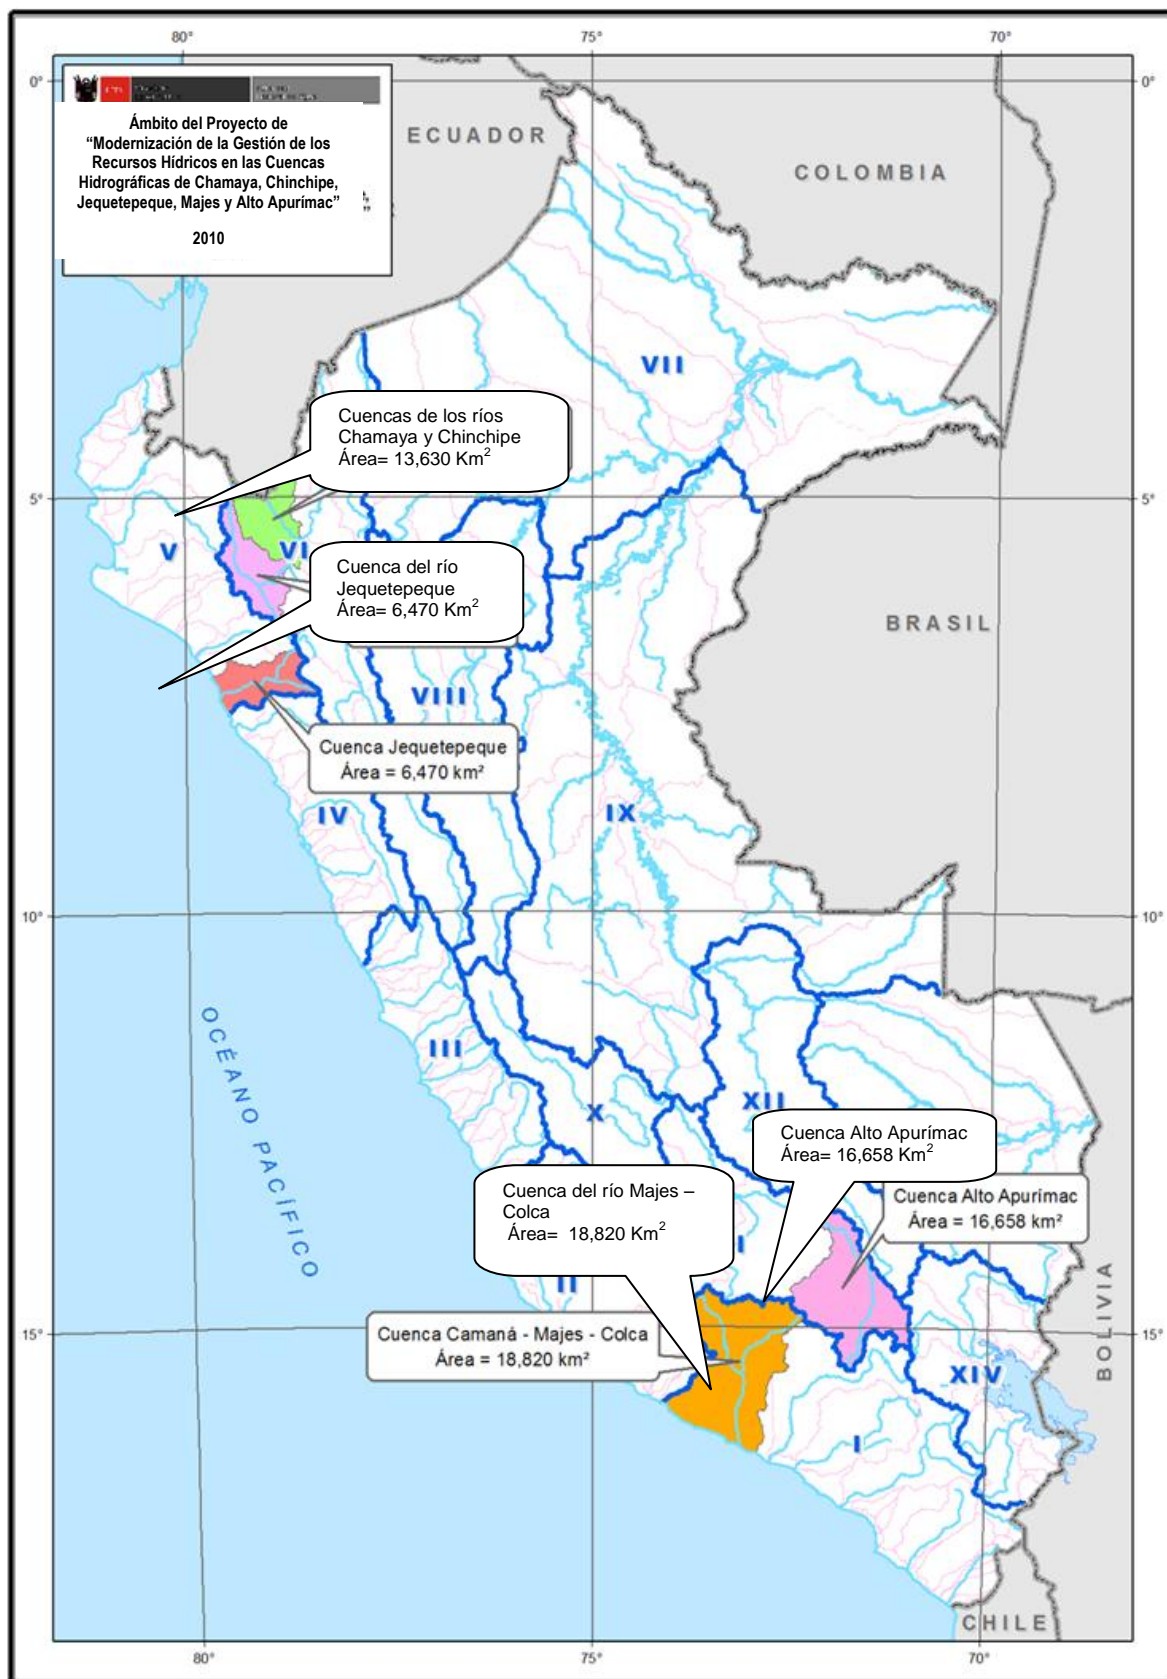 80°
75°
70°
0°
0°
Ámbito del Proyecto de
“Modernización de la Gestión de los
Recursos Hídricos en las Cuencas
Hidrográficas de Chamaya, Chinchipe,
Jequetepeque, Majes y Alto Apurímac”
2010
ECUADOR
COLOMBIA
VII
Cuencas de los ríos
Chamaya y Chinchipe
Área= 13,630 Km²
5°
5°
V
VI
Cuenca del río
Jequetepeque
Área= 6,470 Km²
BRASIL
VIII
Cuenca Jequetepeque
Área = 6,470 km²
IV
IX
10°
10°
OCÉANO PACÍFICO
III
X
XII
Cuenca Alto Apurímac
Área= 16,658 Km²
Cuenca del río Majes –
Colca
Área= 18,820 Km²
Cuenca Alto Apurímac
Área = 16,658 km²
I
II
Cuenca Camaná - Majes - Colca
Área = 18,820 km²
15°
15°
BOLIVIA
XIV
I
CHILE
80°
75°
70°